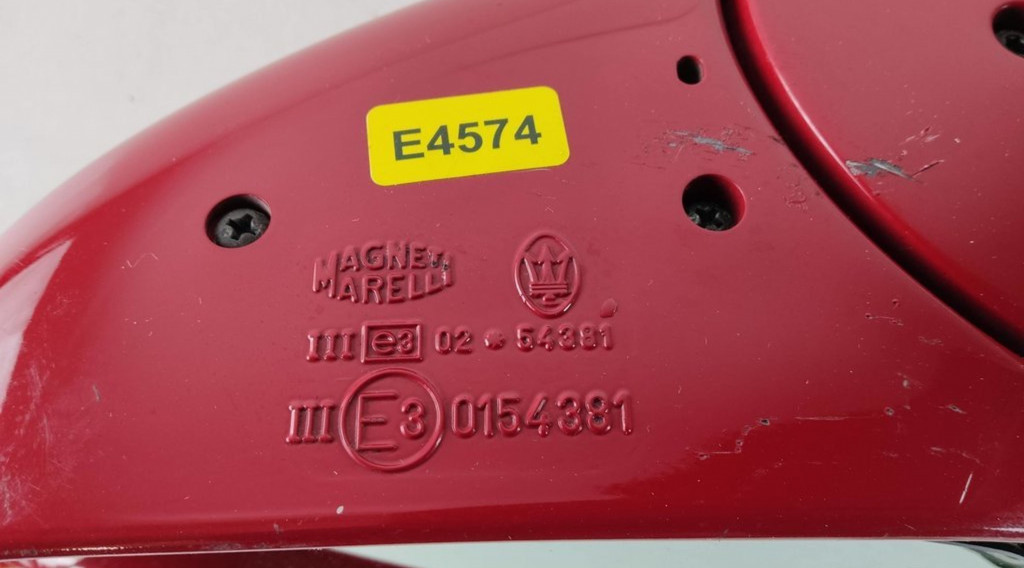 E4574
MAGNETI
MARELLI
III e3 02 * 54381
III E3 0154381